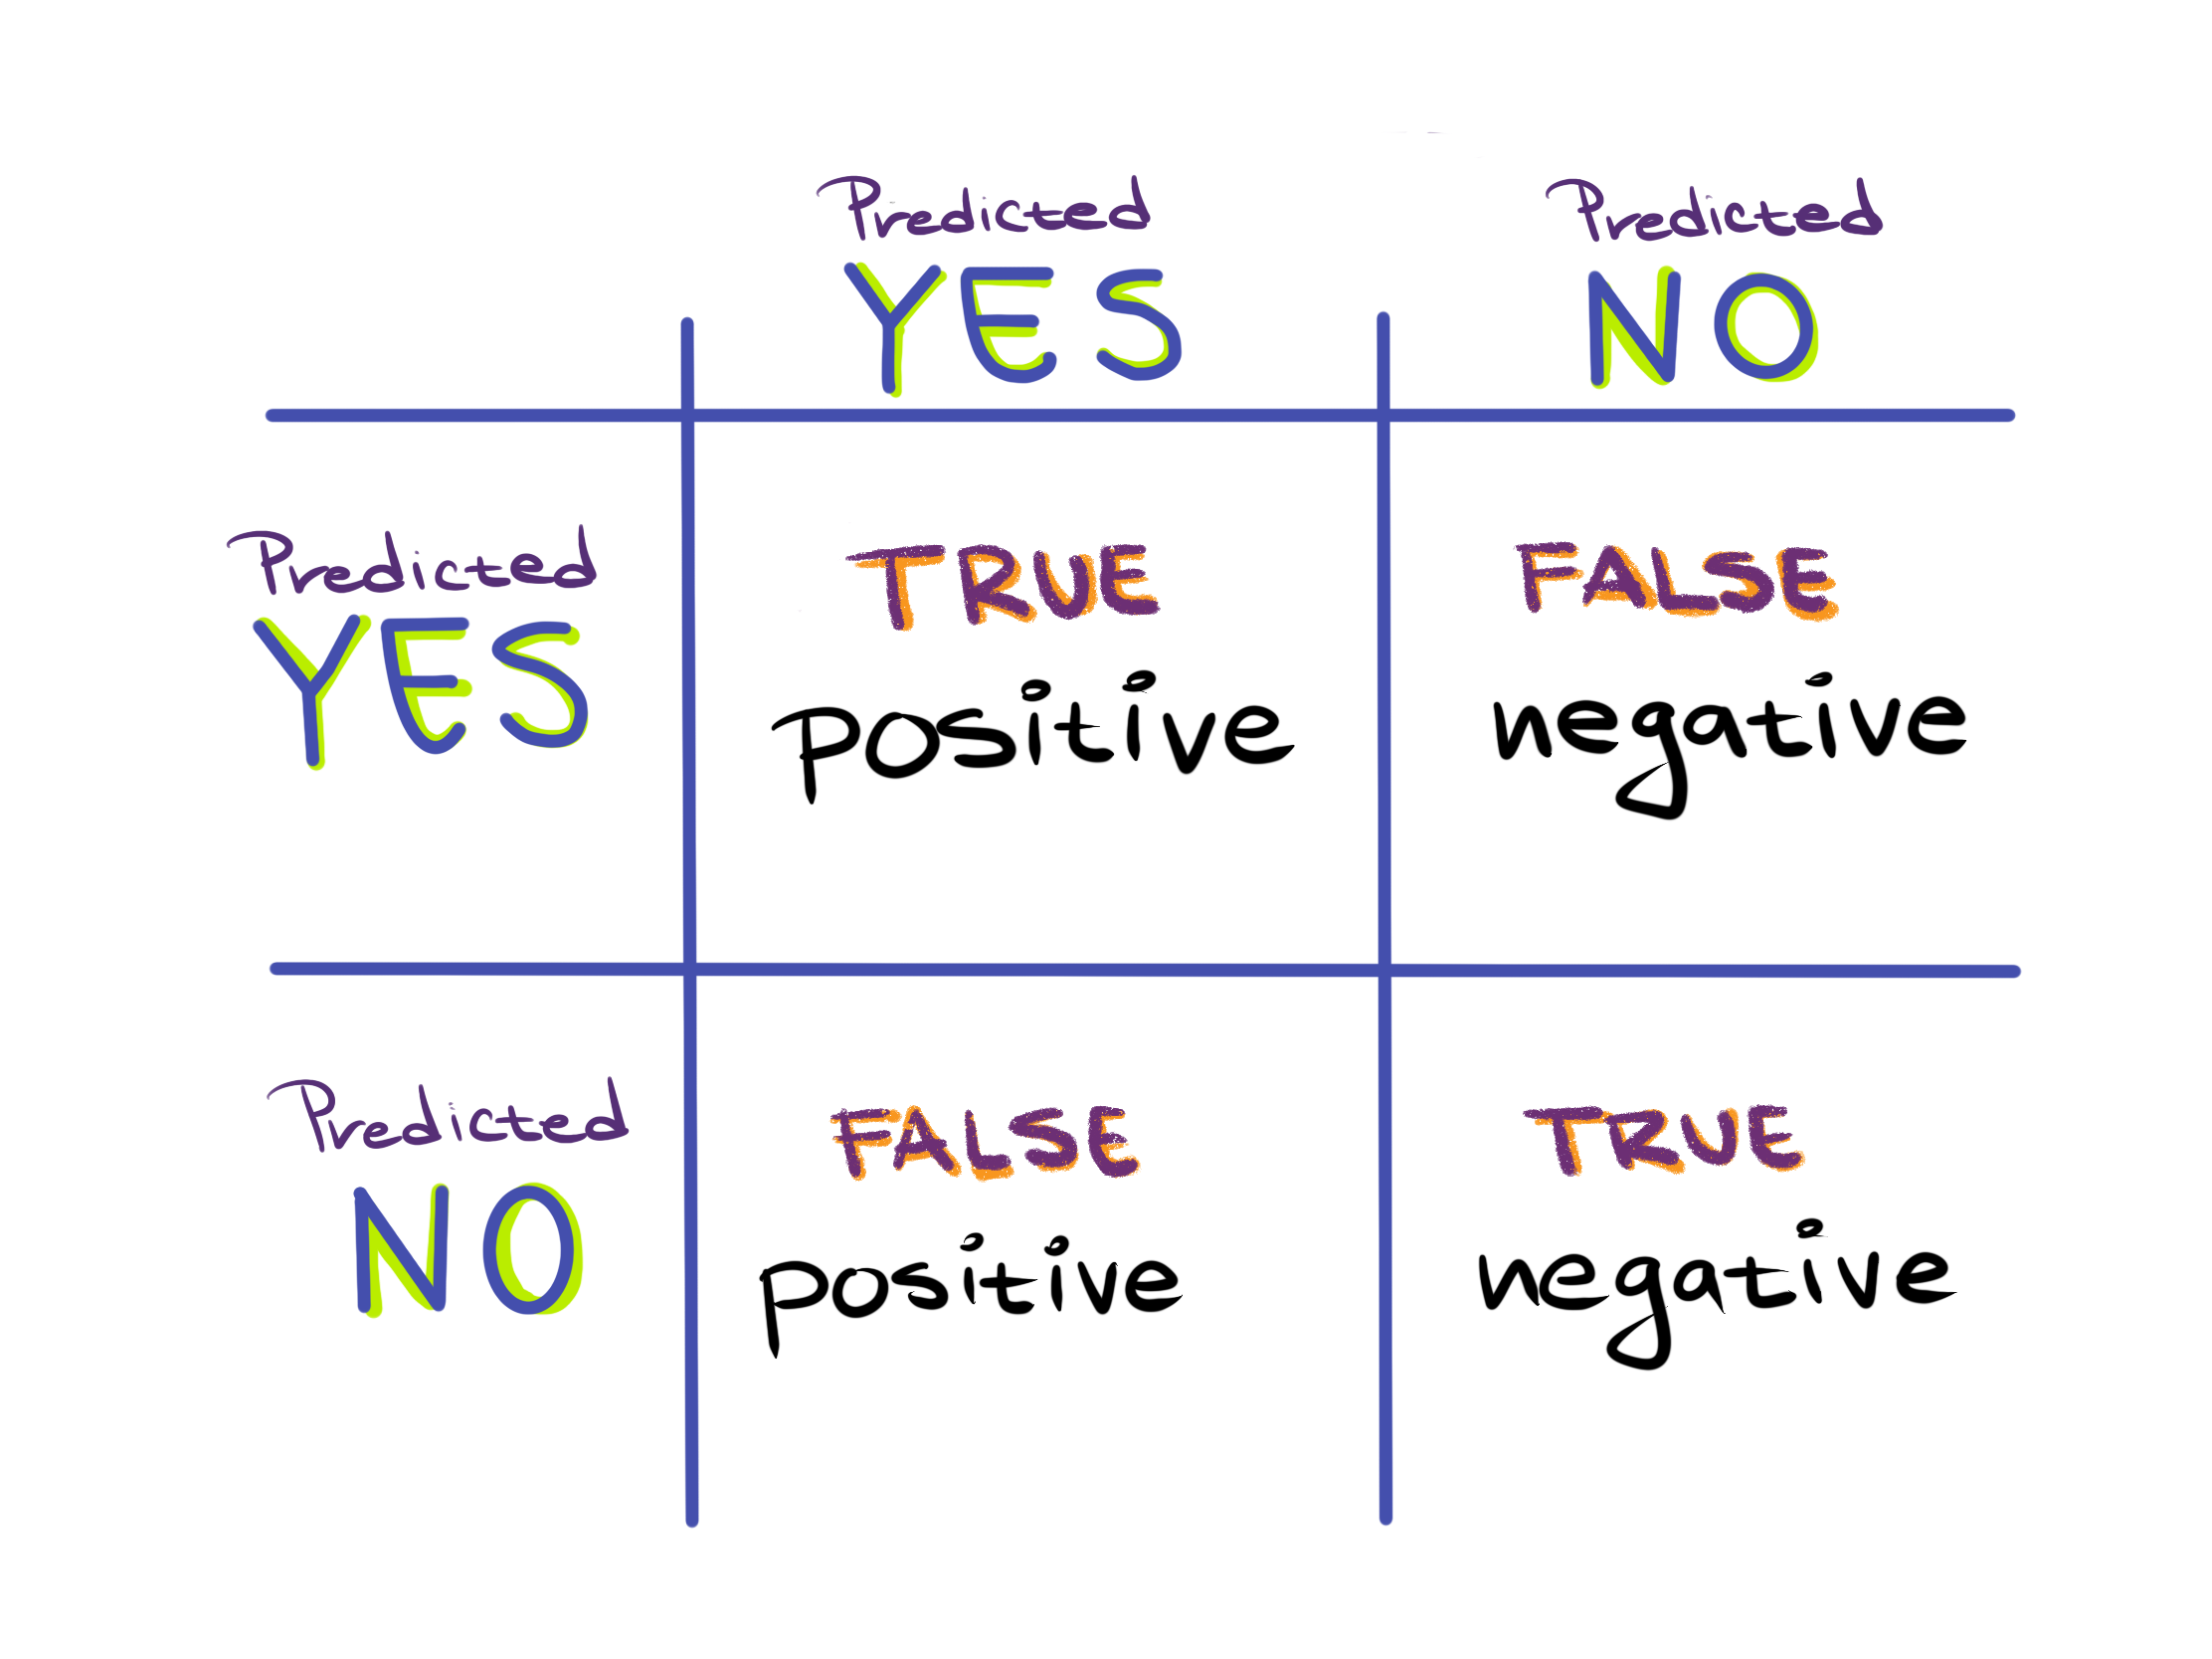 Predicted Predicted
YES NO
Predicted TRUE FALSE
YES positive negative
Predicted FALSE TRUE
NO positive negative